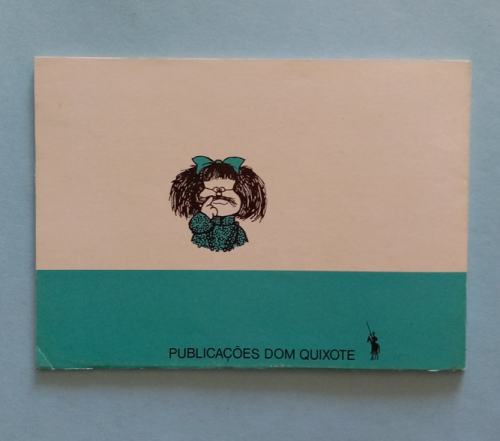 PUBLICAÇÕES DOM QUIXOTE